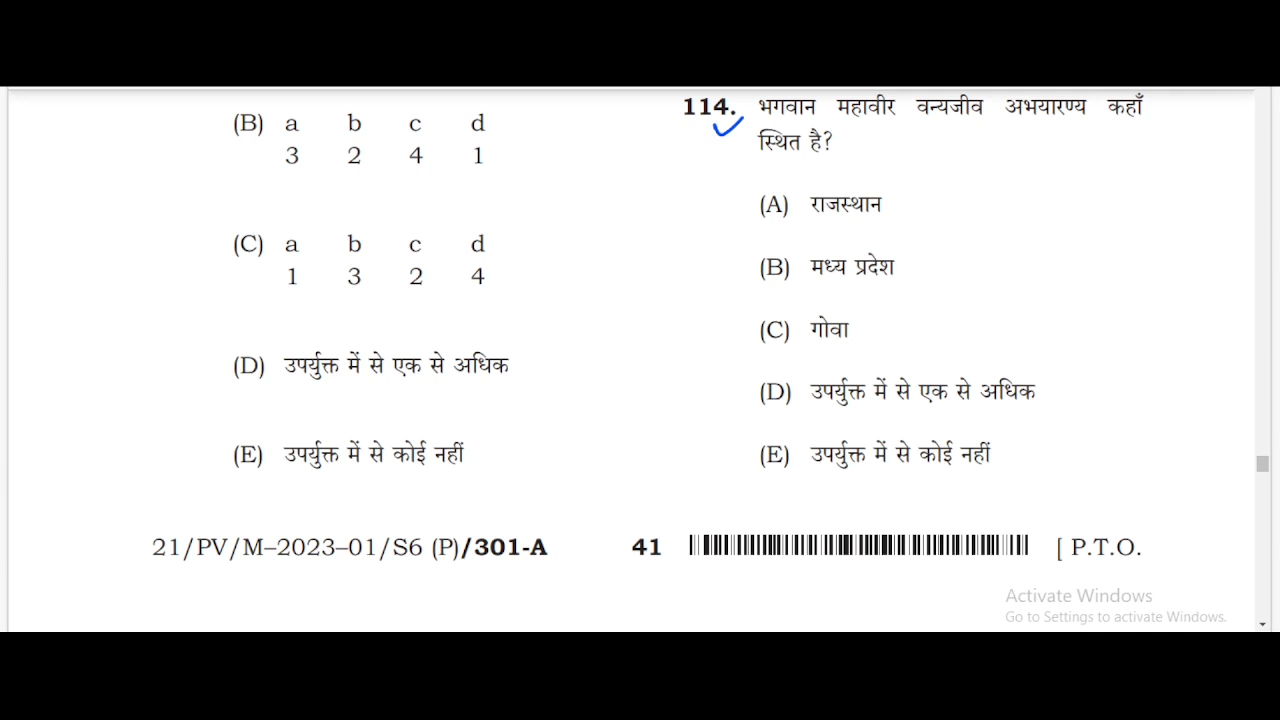 (B) a b c d
3 2 4 1
(C) a b c d
1 3 2 4
(D) उपर्युक्त में से एक से अधिक
(E) उपर्युक्त में से कोई नहीं
114. भगवान महावीर वन्यजीव अभयारण्य कहाँ
स्थित है?
(A) राजस्थान
(B) मध्य प्रदेश
(C) गोवा
(D) उपर्युक्त में से एक से अधिक
(E) उपर्युक्त में से कोई नहीं
21/PV/M–2023–01/S6 (P)/301-A 41 [ P.T.O.
Activate Windows
Go to Settings to activate Windows.